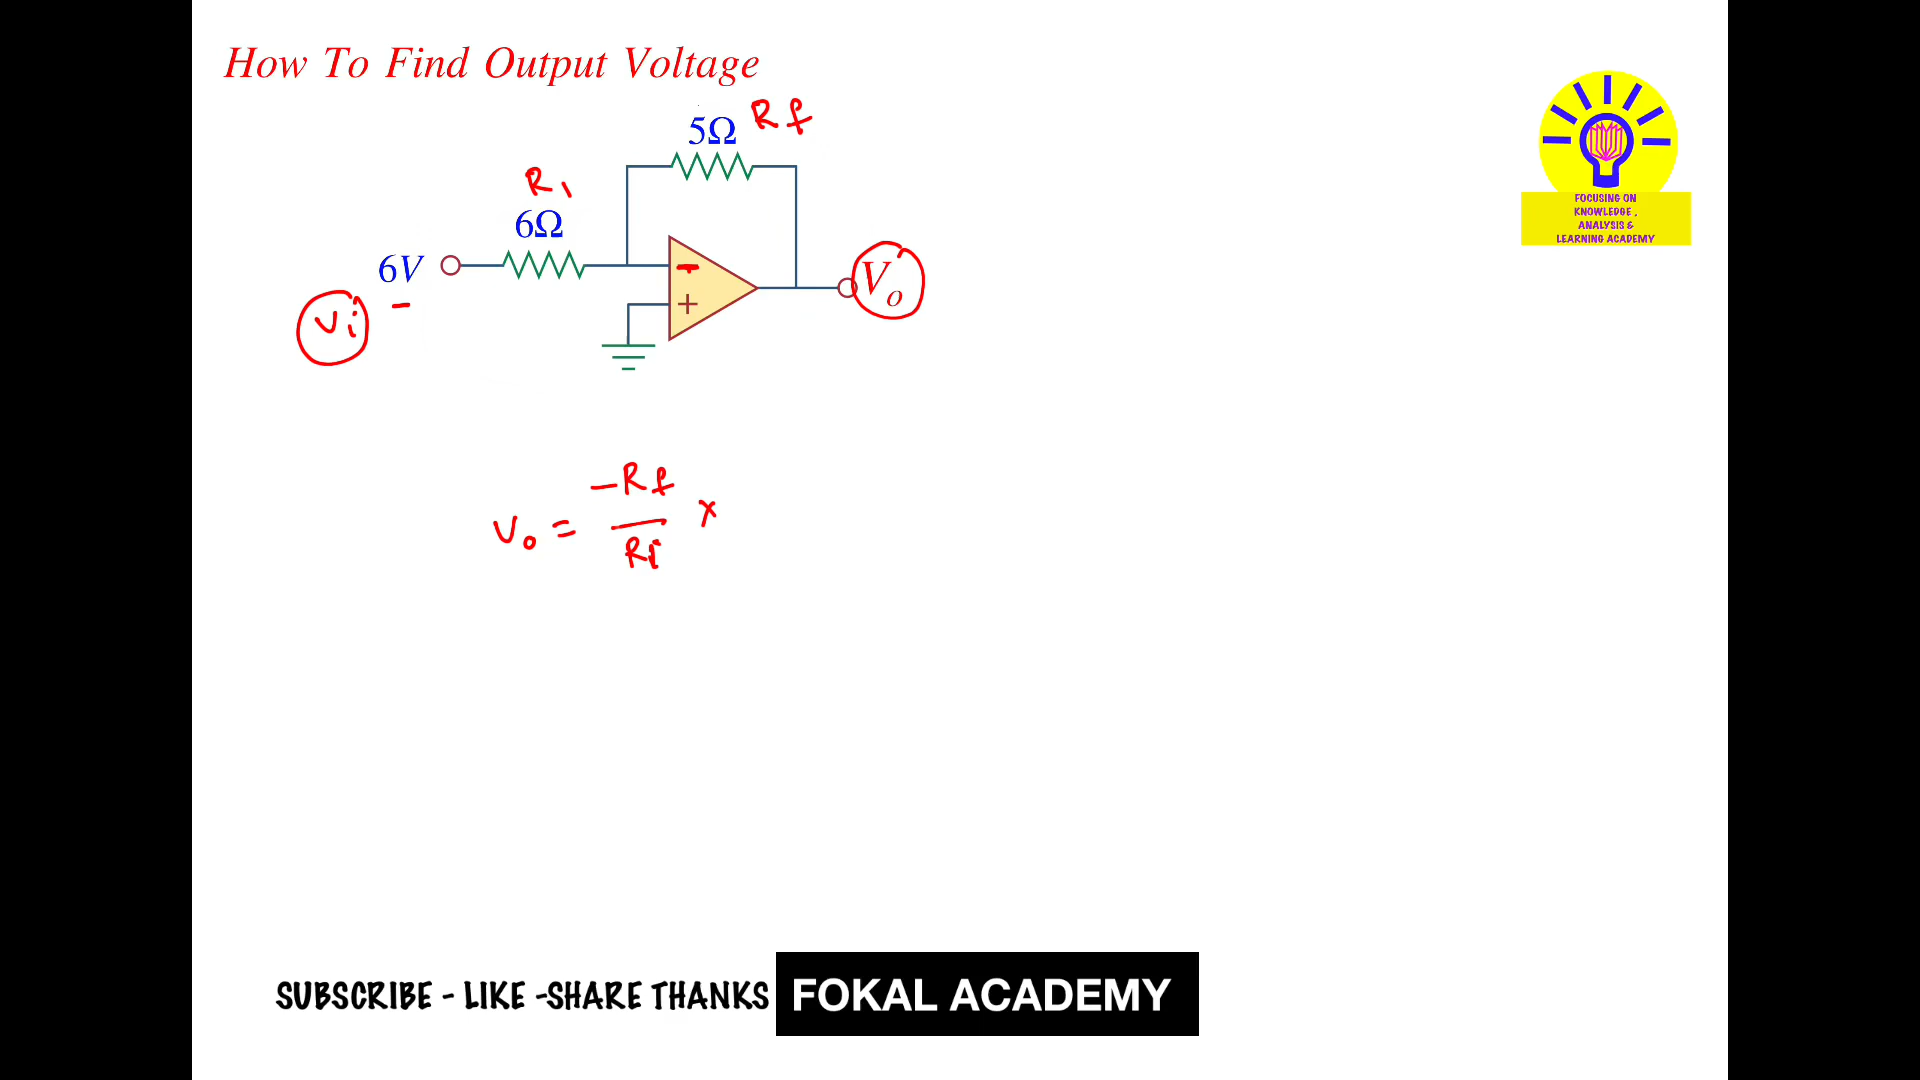 How To Find Output Voltage
5Ω Rf
R1
6Ω
6V
-
+
Vo
Vi
Vo = -Rf/Ri x
FOCUSING ON
KNOWLEDGE ,
ANALYSIS &
LEARNING ACADEMY
SUBSCRIBE - LIKE -SHARE THANKS FOKAL ACADEMY